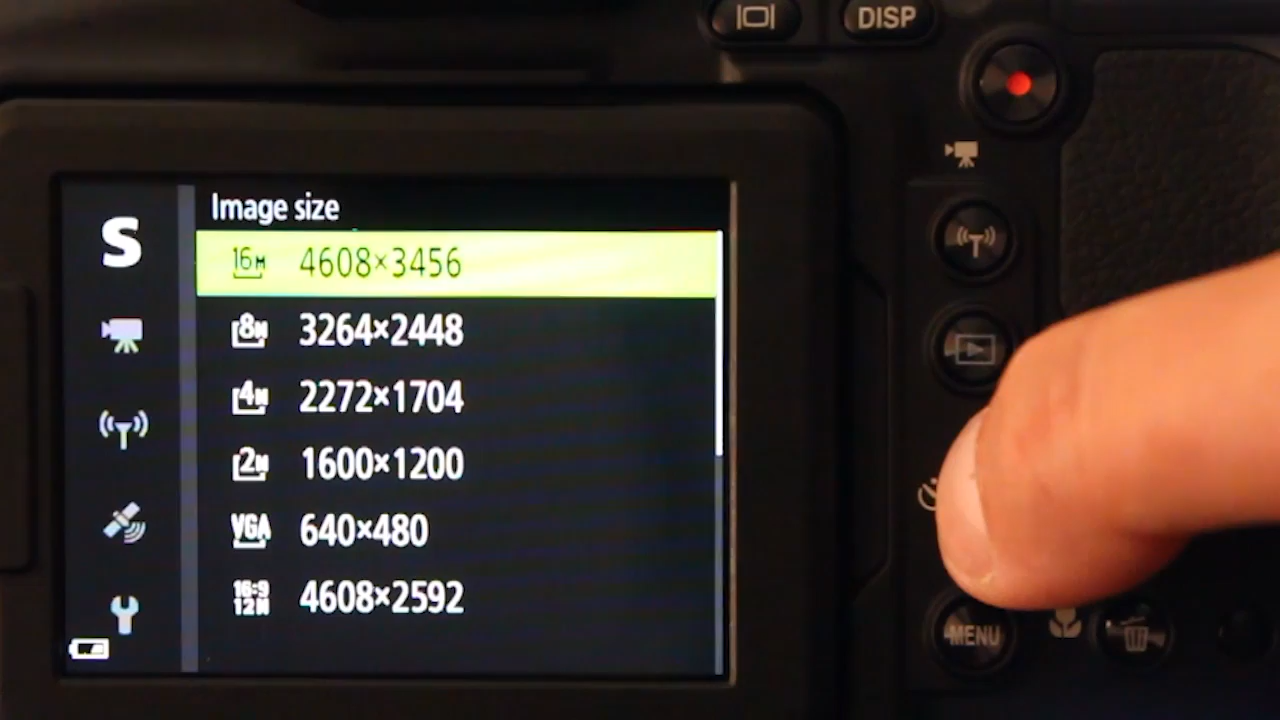 DISP
Image size
S
16M 4608×3456
8M 3264×2448
4M 2272×1704
2M 1600×1200
VGA 640×480
16:9 12M 4608×2592
MENU